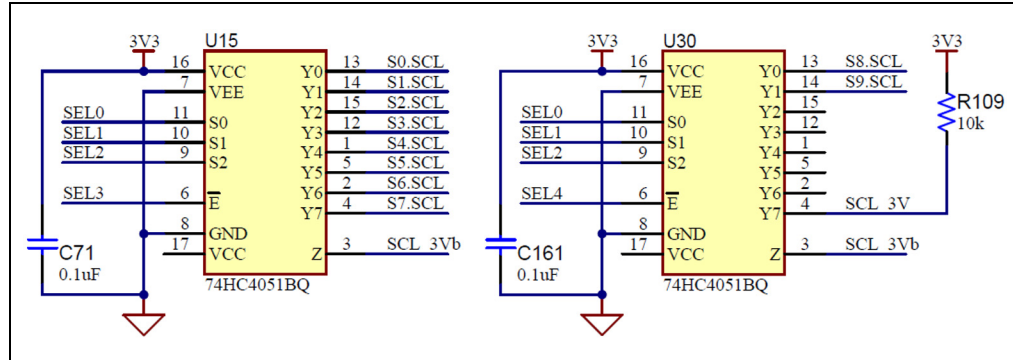 3V3
U15
16 VCC Y0 13 S0.SCL
7 VEE Y1 14 S1.SCL
Y2 15 S2.SCL
SEL0 11 S0 Y3 12 S3.SCL
SEL1 10 S1 Y4 1 S4.SCL
SEL2 9 S2 Y5 5 S5.SCL
Y6 2 S6.SCL
SEL3 6 E Y7 4 S7.SCL
8 GND
17 VCC Z 3 SCL_3Vb
C71
0.1uF
74HC4051BQ
3V3
U30
3V3
16 VCC Y0 13 S8.SCL
7 VEE Y1 14 S9.SCL
Y2 15
SEL0 11 S0 Y3 12
SEL1 10 S1 Y4 1
SEL2 9 S2 Y5 5
Y6 2
SEL4 6 E Y7 4 SCL_3V
8 GND
17 VCC Z 3 SCL_3Vb
R109
10k
C161
0.1uF
74HC4051BQ